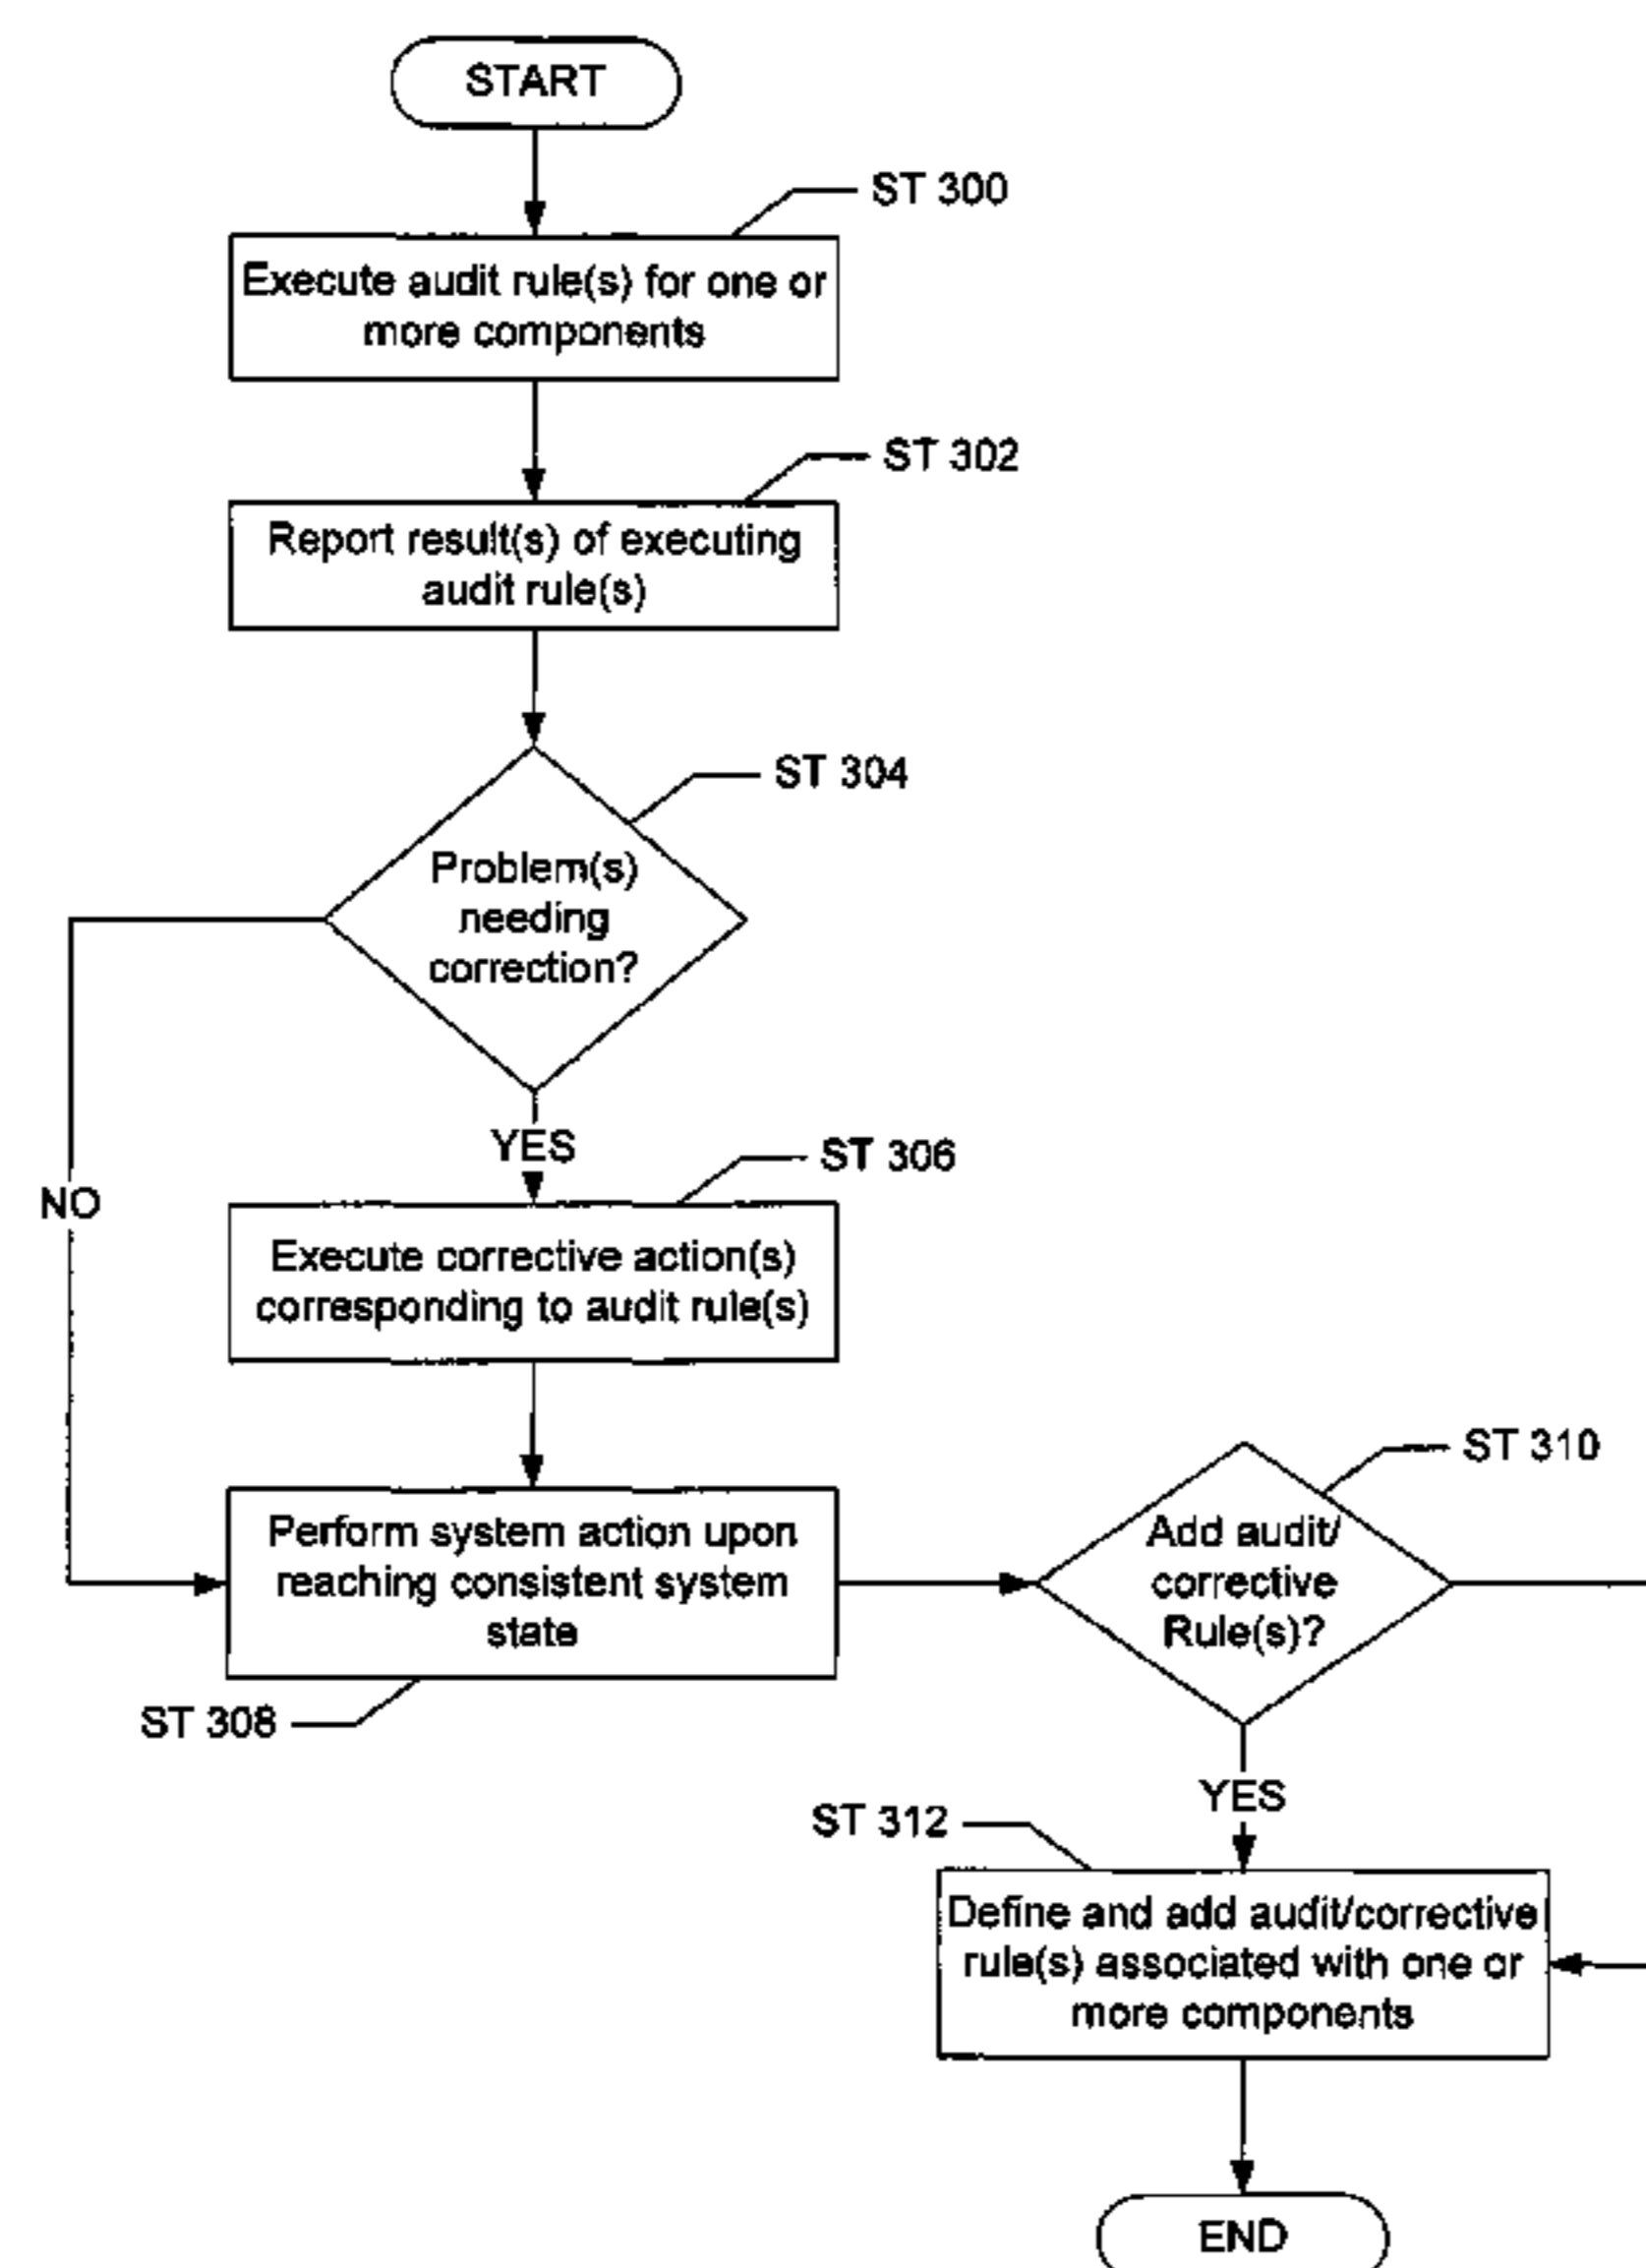 START
ST 300
Execute audit rule(s) for one or
more components
ST 302
Report result(s) of executing
audit rule(s)
ST 304
Problem(s)
needing
correction?
YES
ST 306
NO
Execute corrective action(s)
corresponding to audit rule(s)
ST 310
Perform system action upon
reaching consistent system
state
Add audit/
corrective
Rule(s)?
ST 308
YES
ST 312
Define and add audit/corrective
rule(s) associated with one or
more components
END